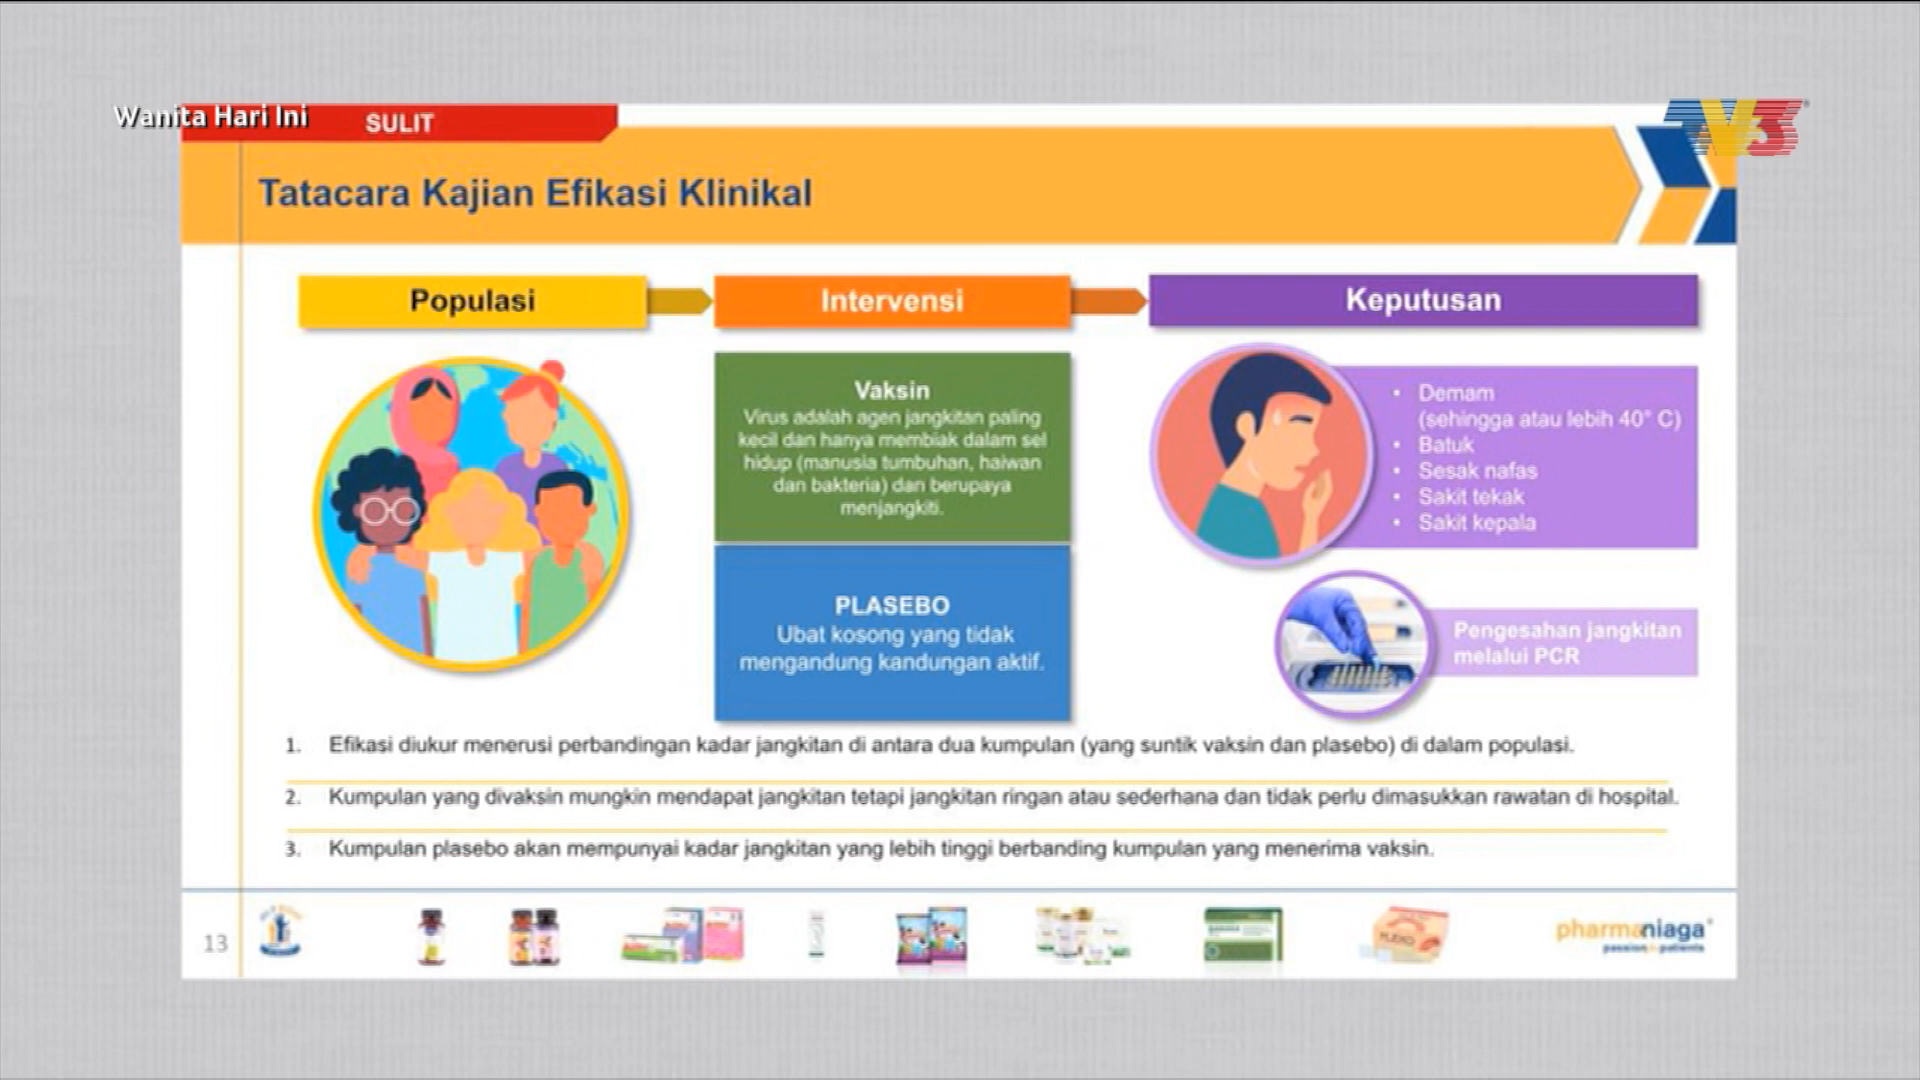 Wanita Hari Ini
SULIT
TV3
Tatacara Kajian Efikasi Klinikal
Populasi
Intervensi
Keputusan
Vaksin
Virus adalah agen jangkitan paling
kecil dan hanya membiak dalam sel
hidup (manusia tumbuhan, haiwan
dan bakteria) dan berupaya
menjangkiti.
PLASEBO
Ubat kosong yang tidak
mengandung kandungan aktif.
• Demam
(sehingga atau lebih 40° C)
• Batuk
• Sesak nafas
• Sakit tekak
• Sakit kepala
Pengesahan jangkitan
melalui PCR
1. Efikasi diukur menerusi perbandingan kadar jangkitan di antara dua kumpulan (yang suntik vaksin dan plasebo) di dalam populasi.
2. Kumpulan yang divaksin mungkin mendapat jangkitan tetapi jangkitan ringan atau sederhana dan tidak perlu dimasukkan rawatan di hospital.
3. Kumpulan plasebo akan mempunyai kadar jangkitan yang lebih tinggi berbanding kumpulan yang menerima vaksin.
13
pharmaniaga